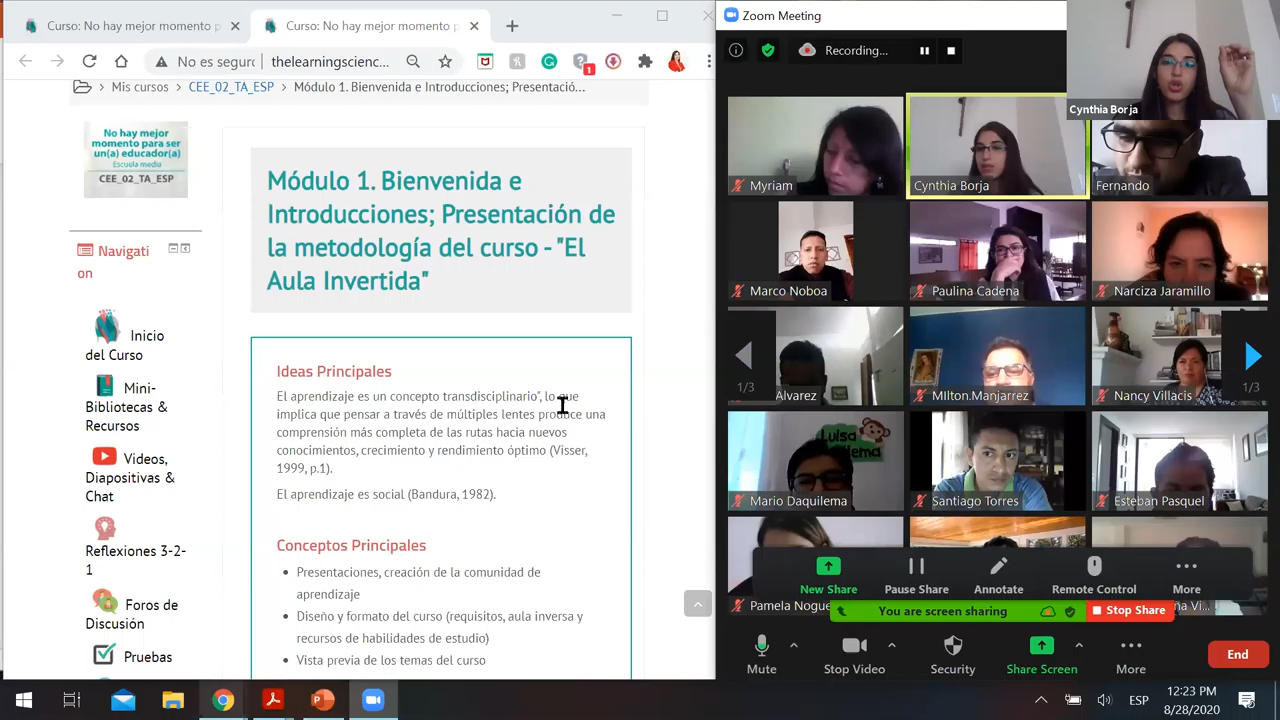 Curso: No hay mejor momento p
Curso: No hay mejor momento p
No es segur
thelearningscienc...
1
Mis cursos
CEE_02_TA_ESP
Módulo 1. Bienvenida e Introducciones; Presentació...
No hay mejor
momento para ser
un(a) educador(a)
Escuela media
CEE_02_TA_ESP
Navigati
on
Inicio
del Curso
Mini-
Bibliotecas &
Recursos
Videos,
Diapositivas &
Chat
Reflexiones 3-2-
1
Foros de
Discusión
Pruebas
Módulo 1. Bienvenida e
Introducciones; Presentación de
la metodología del curso - "El
Aula Invertida"
Ideas Principales
El aprendizaje es un concepto transdisciplinario", lo que
implica que pensar a través de múltiples lentes produce una
comprensión más completa de las rutas hacia nuevos
conocimientos, crecimiento y rendimiento óptimo (Visser,
1999, p.1).
El aprendizaje es social (Bandura, 1982).
Conceptos Principales
Presentaciones, creación de la comunidad de
aprendizaje
Diseño y formato del curso (requisitos, aula inversa y
recursos de habilidades de estudio)
Vista previa de los temas del curso
Zoom Meeting
Recording...
Cynthia Borja
Myriam
Cynthia Borja
Fernando
Marco Noboa
Paulina Cadena
Narciza Jaramillo
1/3
Alvarez
MIlton.Manjarrez
Nancy Villacis
1/3
Mario Daquilema
Santiago Torres
Esteban Pasquel
New Share
Pause Share
Annotate
Remote Control
More
Pamela Nogue
You are screen sharing
Stop Share
Mute
Stop Video
Security
Share Screen
More
End
ESP
12:23 PM
8/28/2020